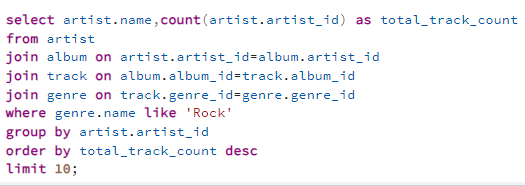 select artist.name,count(artist.artist_id) as total_track_count
from artist
join album on artist.artist_id=album.artist_id
join track on album.album_id=track.album_id
join genre on track.genre_id=genre.genre_id
where genre.name like 'Rock'
group by artist.artist_id
order by total_track_count desc
limit 10;